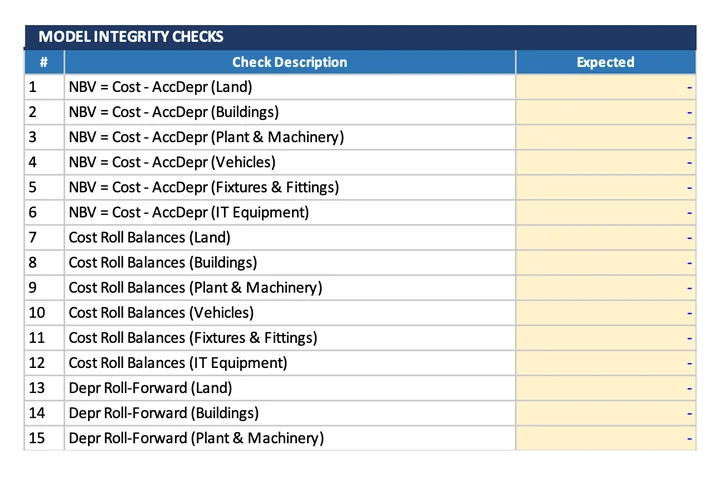 MODEL INTEGRITY CHECKS
# Check Description Expected
1 NBV = Cost - AccDepr (Land) -
2 NBV = Cost - AccDepr (Buildings) -
3 NBV = Cost - AccDepr (Plant & Machinery) -
4 NBV = Cost - AccDepr (Vehicles) -
5 NBV = Cost - AccDepr (Fixtures & Fittings) -
6 NBV = Cost - AccDepr (IT Equipment) -
7 Cost Roll Balances (Land) -
8 Cost Roll Balances (Buildings) -
9 Cost Roll Balances (Plant & Machinery) -
10 Cost Roll Balances (Vehicles) -
11 Cost Roll Balances (Fixtures & Fittings) -
12 Cost Roll Balances (IT Equipment) -
13 Depr Roll-Forward (Land) -
14 Depr Roll-Forward (Buildings) -
15 Depr Roll-Forward (Plant & Machinery) -